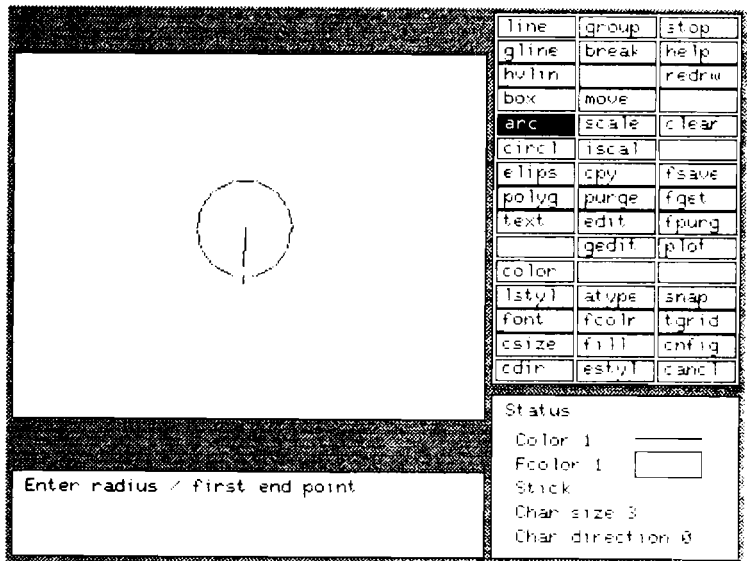 line group stop
gline break help
hvlin redrw
box move
arc scale clear
circl iscal
elips cpy fsave
polyg purge fget
text edit fpurg
gedit plot
color
lstyl atype snap
font fcolr tgrid
csize fill cnfig
cdir estyl cancl
Status
Color 1
Fcolor 1
Stick
Char size 3
Char direction 0
Enter radius / first end point